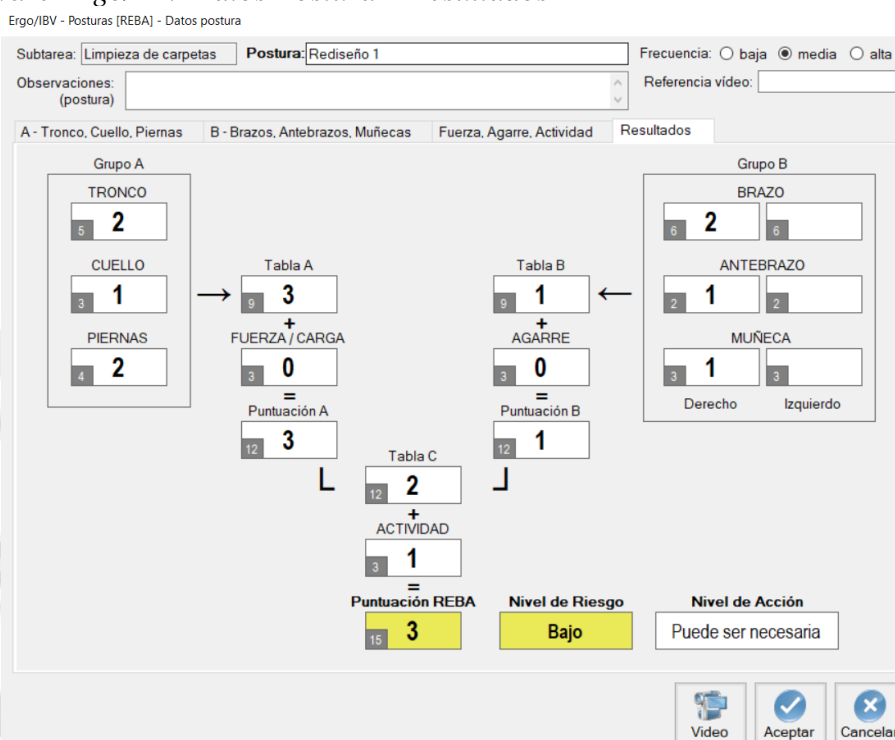 Ergo/IBV - Posturas [REBA] - Datos postura
Subtarea: Limpieza de carpetas Postura: Rediseño 1 Frecuencia: baja media alta
Observaciones: (postura) Referencia vídeo:
A - Tronco, Cuello, Piernas B - Brazos, Antebrazos, Muñecas Fuerza, Agarre, Actividad Resultados
Grupo A Grupo B
TRONCO BRAZO
5 2 6 2 6
CUELLO Tabla A Tabla B ANTEBRAZO
3 1 → 9 3 9 1 ← 2 1 2
+ +
PIERNAS FUERZA / CARGA AGARRE MUÑECA
4 2 3 0 3 0 3 1 3
= =
Puntuación A Puntuación B Derecho Izquierdo
12 3 12 1
Tabla C
12 2
+
ACTIVIDAD
3 1
=
Puntuación REBA Nivel de Riesgo Nivel de Acción
15 3 Bajo Puede ser necesaria
Video Aceptar Cancela